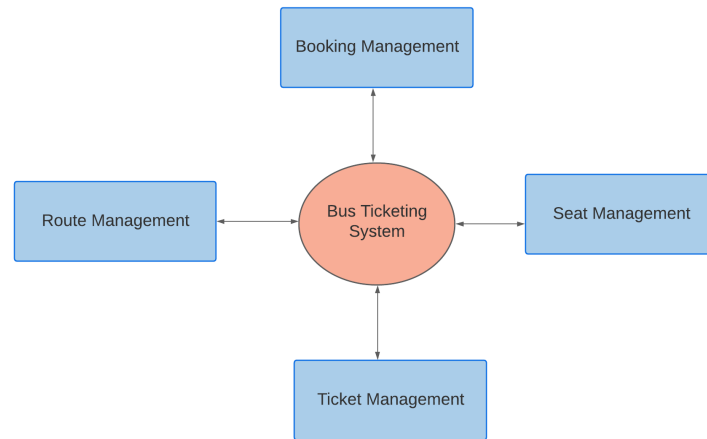 Booking Management
Route Management
Bus Ticketing
System
Seat Management
Ticket Management